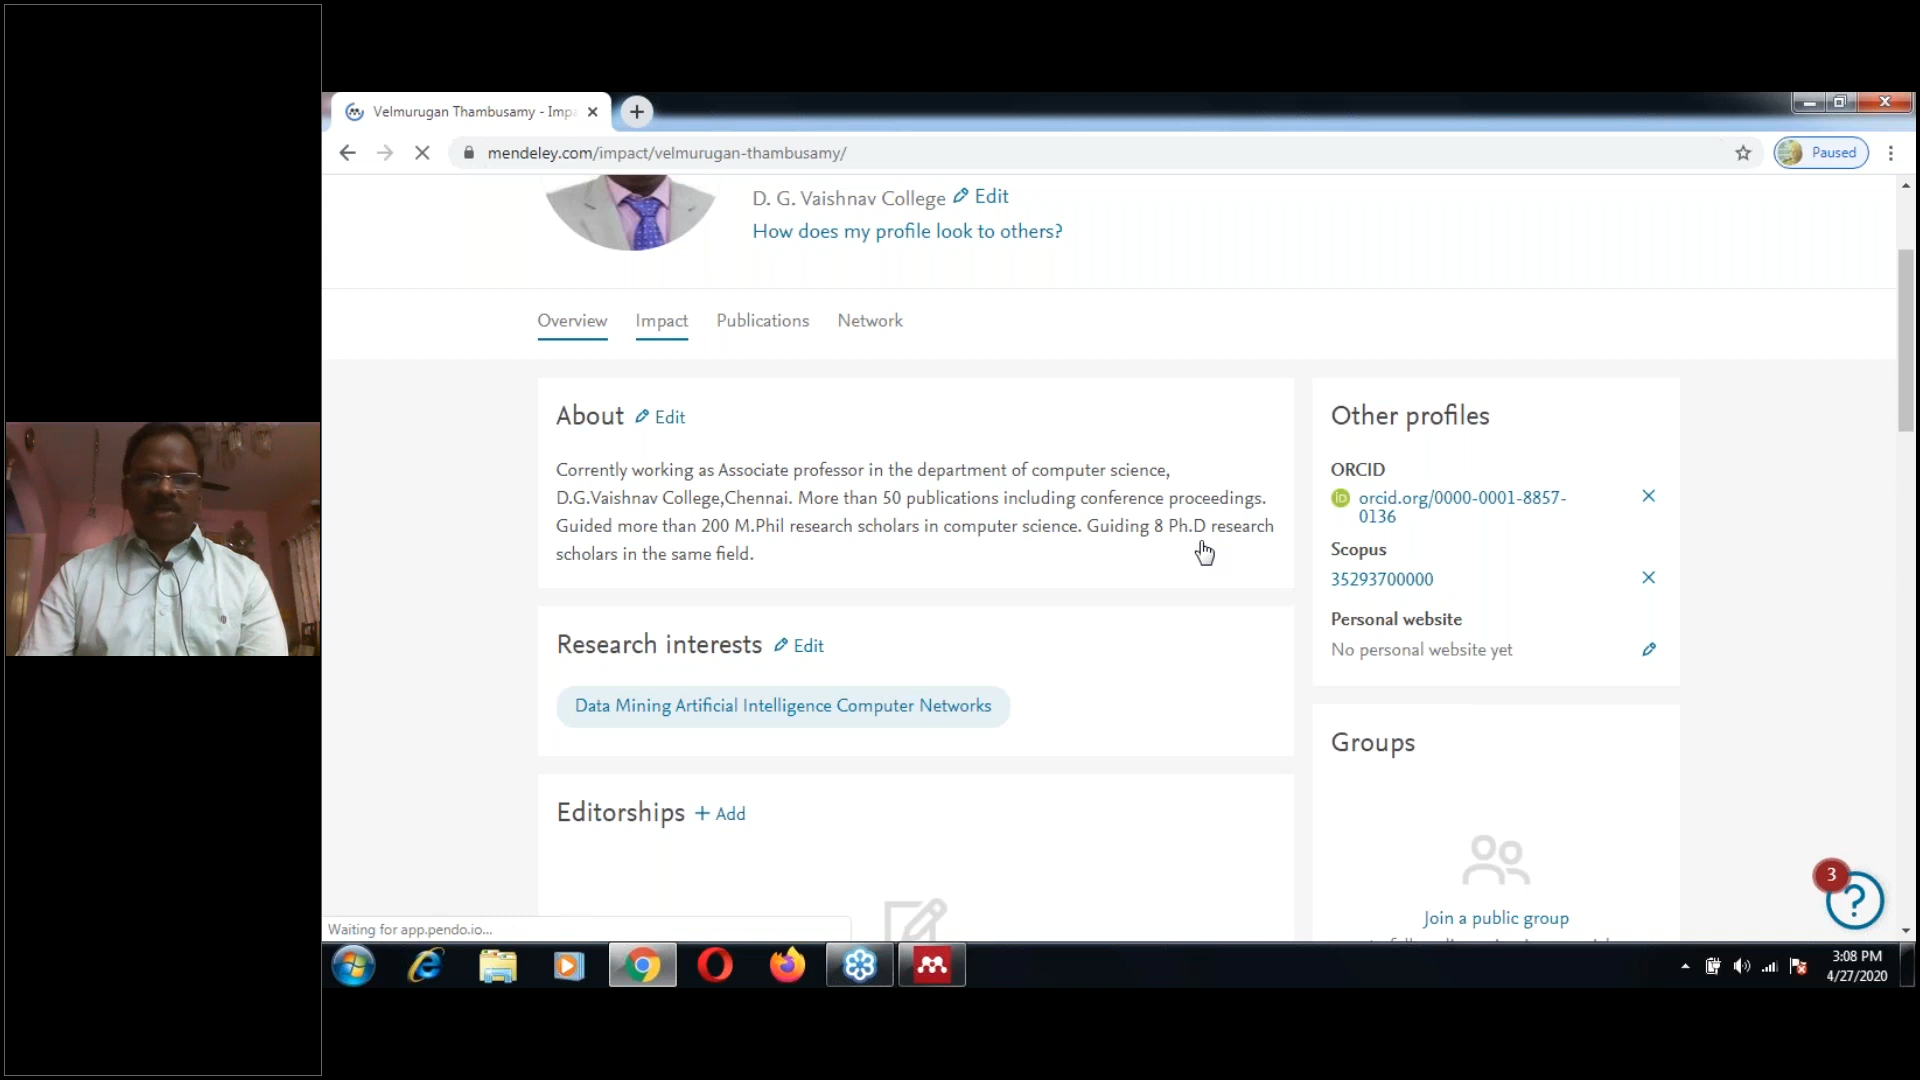 Velmurugan Thambusamy - Impa
mendeley.com/impact/velmurugan-thambusamy/
Paused
D. G. Vaishnav College Edit
How does my profile look to others?
Overview Impact Publications Network
About Edit
Corrently working as Associate professor in the department of computer science,
D.G.Vaishnav College,Chennai. More than 50 publications including conference proceedings.
Guided more than 200 M.Phil research scholars in computer science. Guiding 8 Ph.D research
scholars in the same field.
Research interests Edit
Data Mining Artificial Intelligence Computer Networks
Editorships + Add
Other profiles
ORCID
iD orcid.org/0000-0001-8857-
0136
Scopus
35293700000
Personal website
No personal website yet
Groups
Join a public group
3
?
Waiting for app.pendo.io...
3:08 PM
4/27/2020